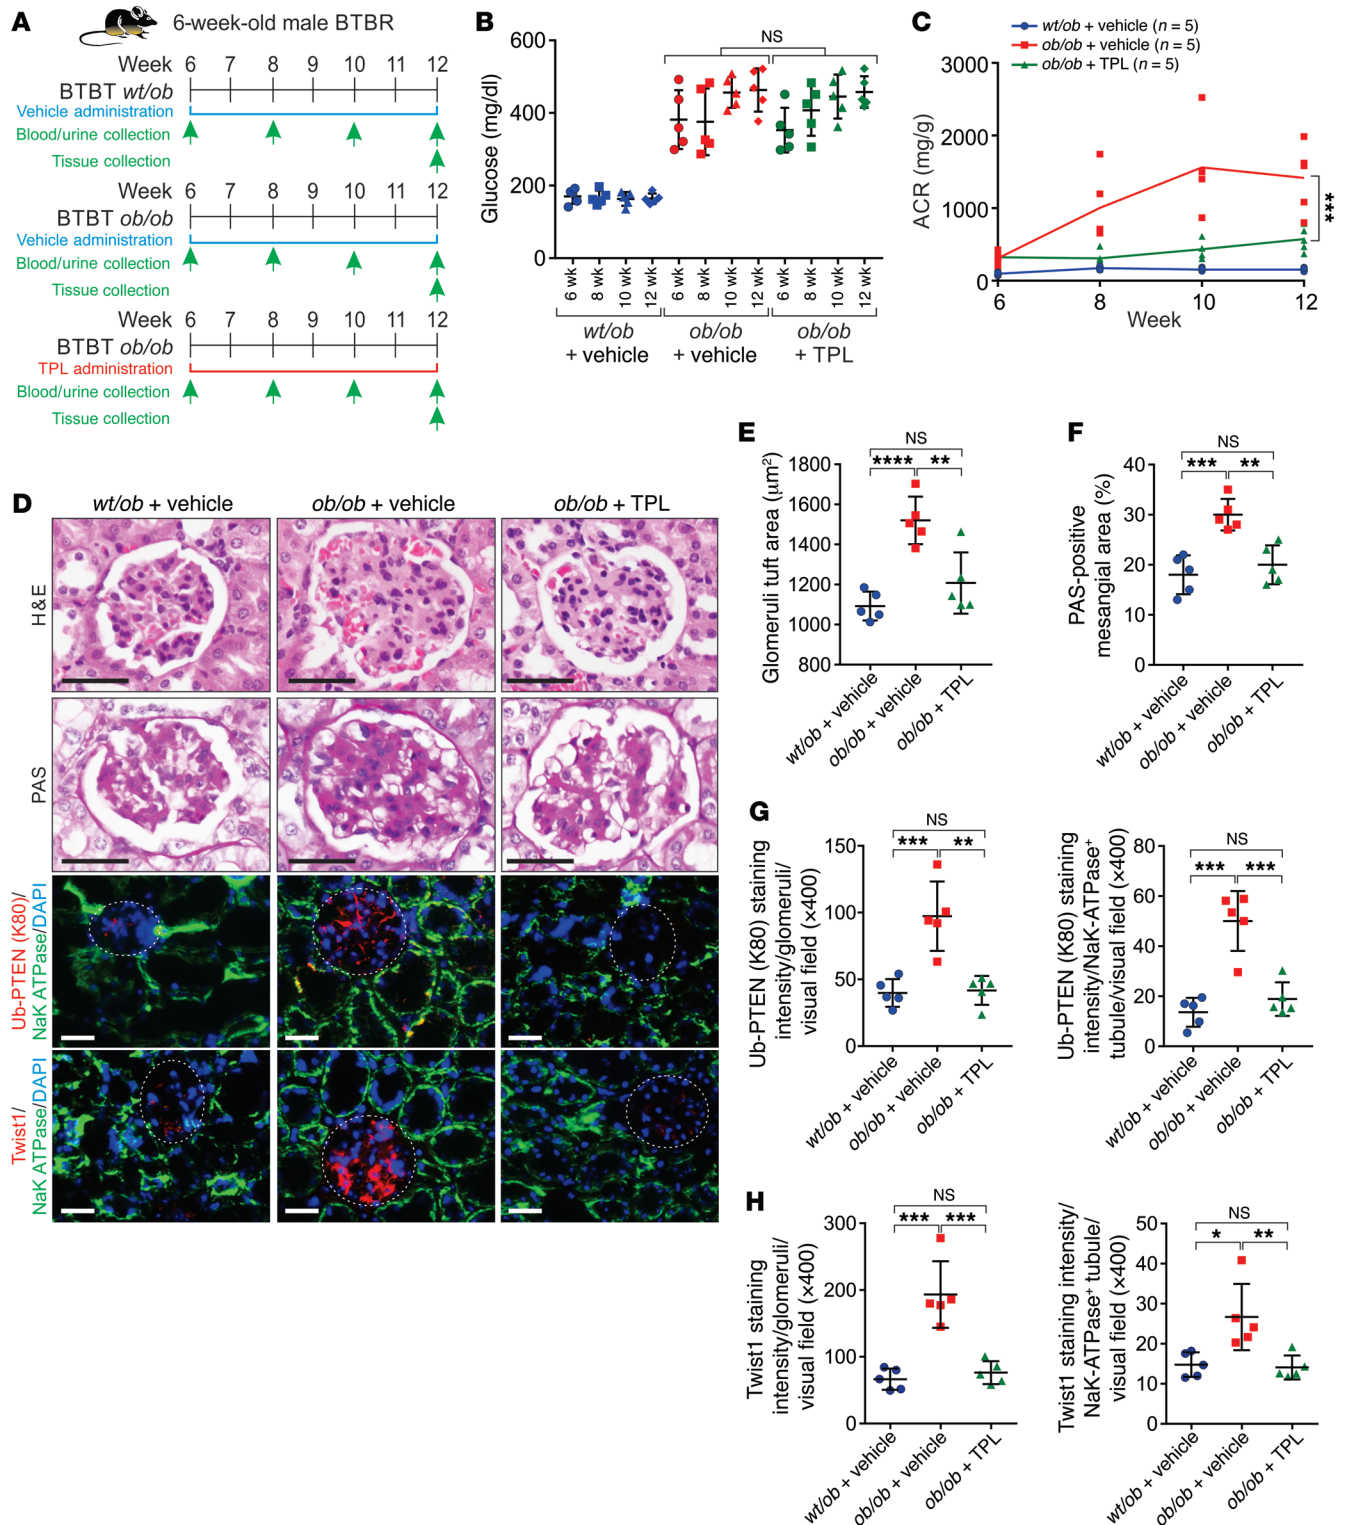 A
6-week-old male BTBR
Week
6 7 8 9 10 11 12
BTBT wt/ob
Vehicle administration
Blood/urine collection
Tissue collection
Week
6 7 8 9 10 11 12
BTBT ob/ob
Vehicle administration
Blood/urine collection
Tissue collection
Week
6 7 8 9 10 11 12
BTBT ob/ob
TPL administration
Blood/urine collection
Tissue collection
B
NS
Glucose (mg/dl)
600
400
200
0
6 wk 8 wk 10 wk 12 wk 6 wk 8 wk 10 wk 12 wk 6 wk 8 wk 10 wk 12 wk
wt/ob ob/ob ob/ob
+ vehicle + vehicle + TPL
C
wt/ob + vehicle (n = 5)
ob/ob + vehicle (n = 5)
ob/ob + TPL (n = 5)
ACR (mg/g)
3000
2000
1000
0
***
6 8 10 12
Week
D
wt/ob + vehicle ob/ob + vehicle ob/ob + TPL
H&E
PAS
Ub-PTEN (K80)/
NaK ATPase/DAPI
Twist1/
NaK ATPase/DAPI
E
NS
**** **
Glomeruli tuft area (μm²)
1800
1600
1400
1200
1000
800
wt/ob + vehicle
ob/ob + vehicle
ob/ob + TPL
F
NS
*** **
PAS-positive
mesangial area (%)
40
30
20
10
0
wt/ob + vehicle
ob/ob + vehicle
ob/ob + TPL
G
NS
*** **
Ub-PTEN (K80) staining
intensity/glomeruli/
visual field (×400)
150
100
50
0
wt/ob + vehicle
ob/ob + vehicle
ob/ob + TPL
NS
*** ***
Ub-PTEN (K80) staining
intensity/NaK-ATPase⁺
tubule/visual field (×400)
80
60
40
20
0
wt/ob + vehicle
ob/ob + vehicle
ob/ob + TPL
H
NS
*** ***
Twist1 staining
intensity/glomeruli/
visual field (×400)
300
200
100
0
wt/ob + vehicle
ob/ob + vehicle
ob/ob + TPL
NS
* **
Twist1 staining intensity/
NaK-ATPase⁺ tubule/
visual field (×400)
50
40
30
20
10
0
wt/ob + vehicle
ob/ob + vehicle
ob/ob + TPL